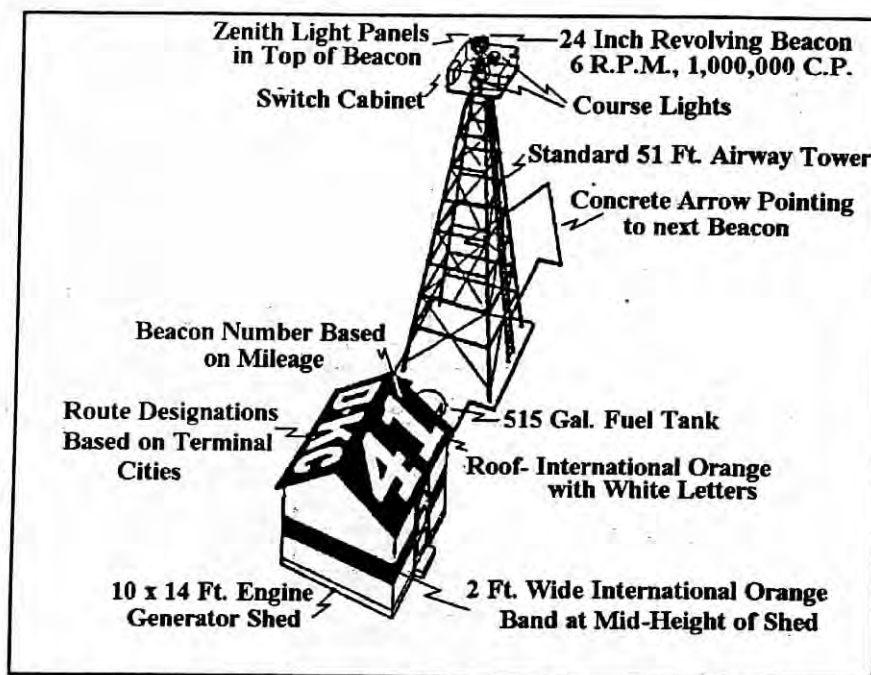 Zenith Light Panels
in Top of Beacon
24 Inch Revolving Beacon
6 R.P.M., 1,000,000 C.P.
Switch Cabinet
Course Lights
Standard 51 Ft. Airway Tower
Concrete Arrow Pointing
to next Beacon
Beacon Number Based
on Mileage
Route Designations
Based on Terminal
Cities
D.KC
41
515 Gal. Fuel Tank
Roof- International Orange
with White Letters
10 x 14 Ft. Engine
Generator Shed
2 Ft. Wide International Orange
Band at Mid-Height of Shed